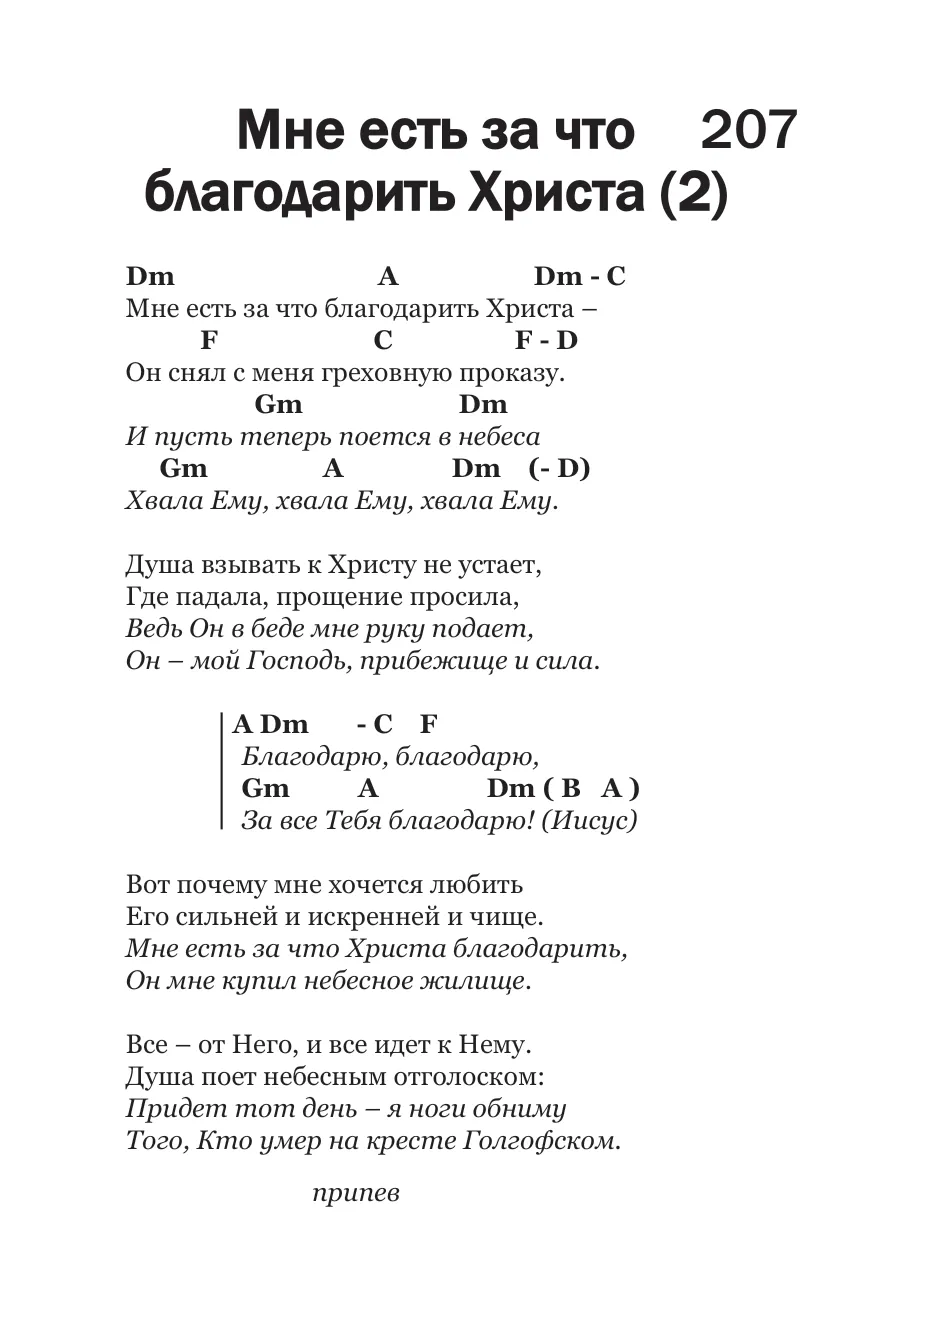 Мне есть за что 207
благодарить Христа (2)
Dm A Dm - C
Мне есть за что благодарить Христа –
F C F - D
Он снял с меня греховную проказу.
Gm Dm
И пусть теперь поется в небеса
Gm A Dm (- D)
Хвала Ему, хвала Ему, хвала Ему.
Душа взывать к Христу не устает,
Где падала, прощение просила,
Ведь Он в беде мне руку подает,
Он – мой Господь, прибежище и сила.
A Dm - C F
Благодарю, благодарю,
Gm A Dm ( B A )
За все Тебя благодарю! (Иисус)
Вот почему мне хочется любить
Его сильней и искренней и чище.
Мне есть за что Христа благодарить,
Он мне купил небесное жилище.
Все – от Него, и все идет к Нему.
Душа поет небесным отголоском:
Придет тот день – я ноги обниму
Того, Кто умер на кресте Голгофском.
припев